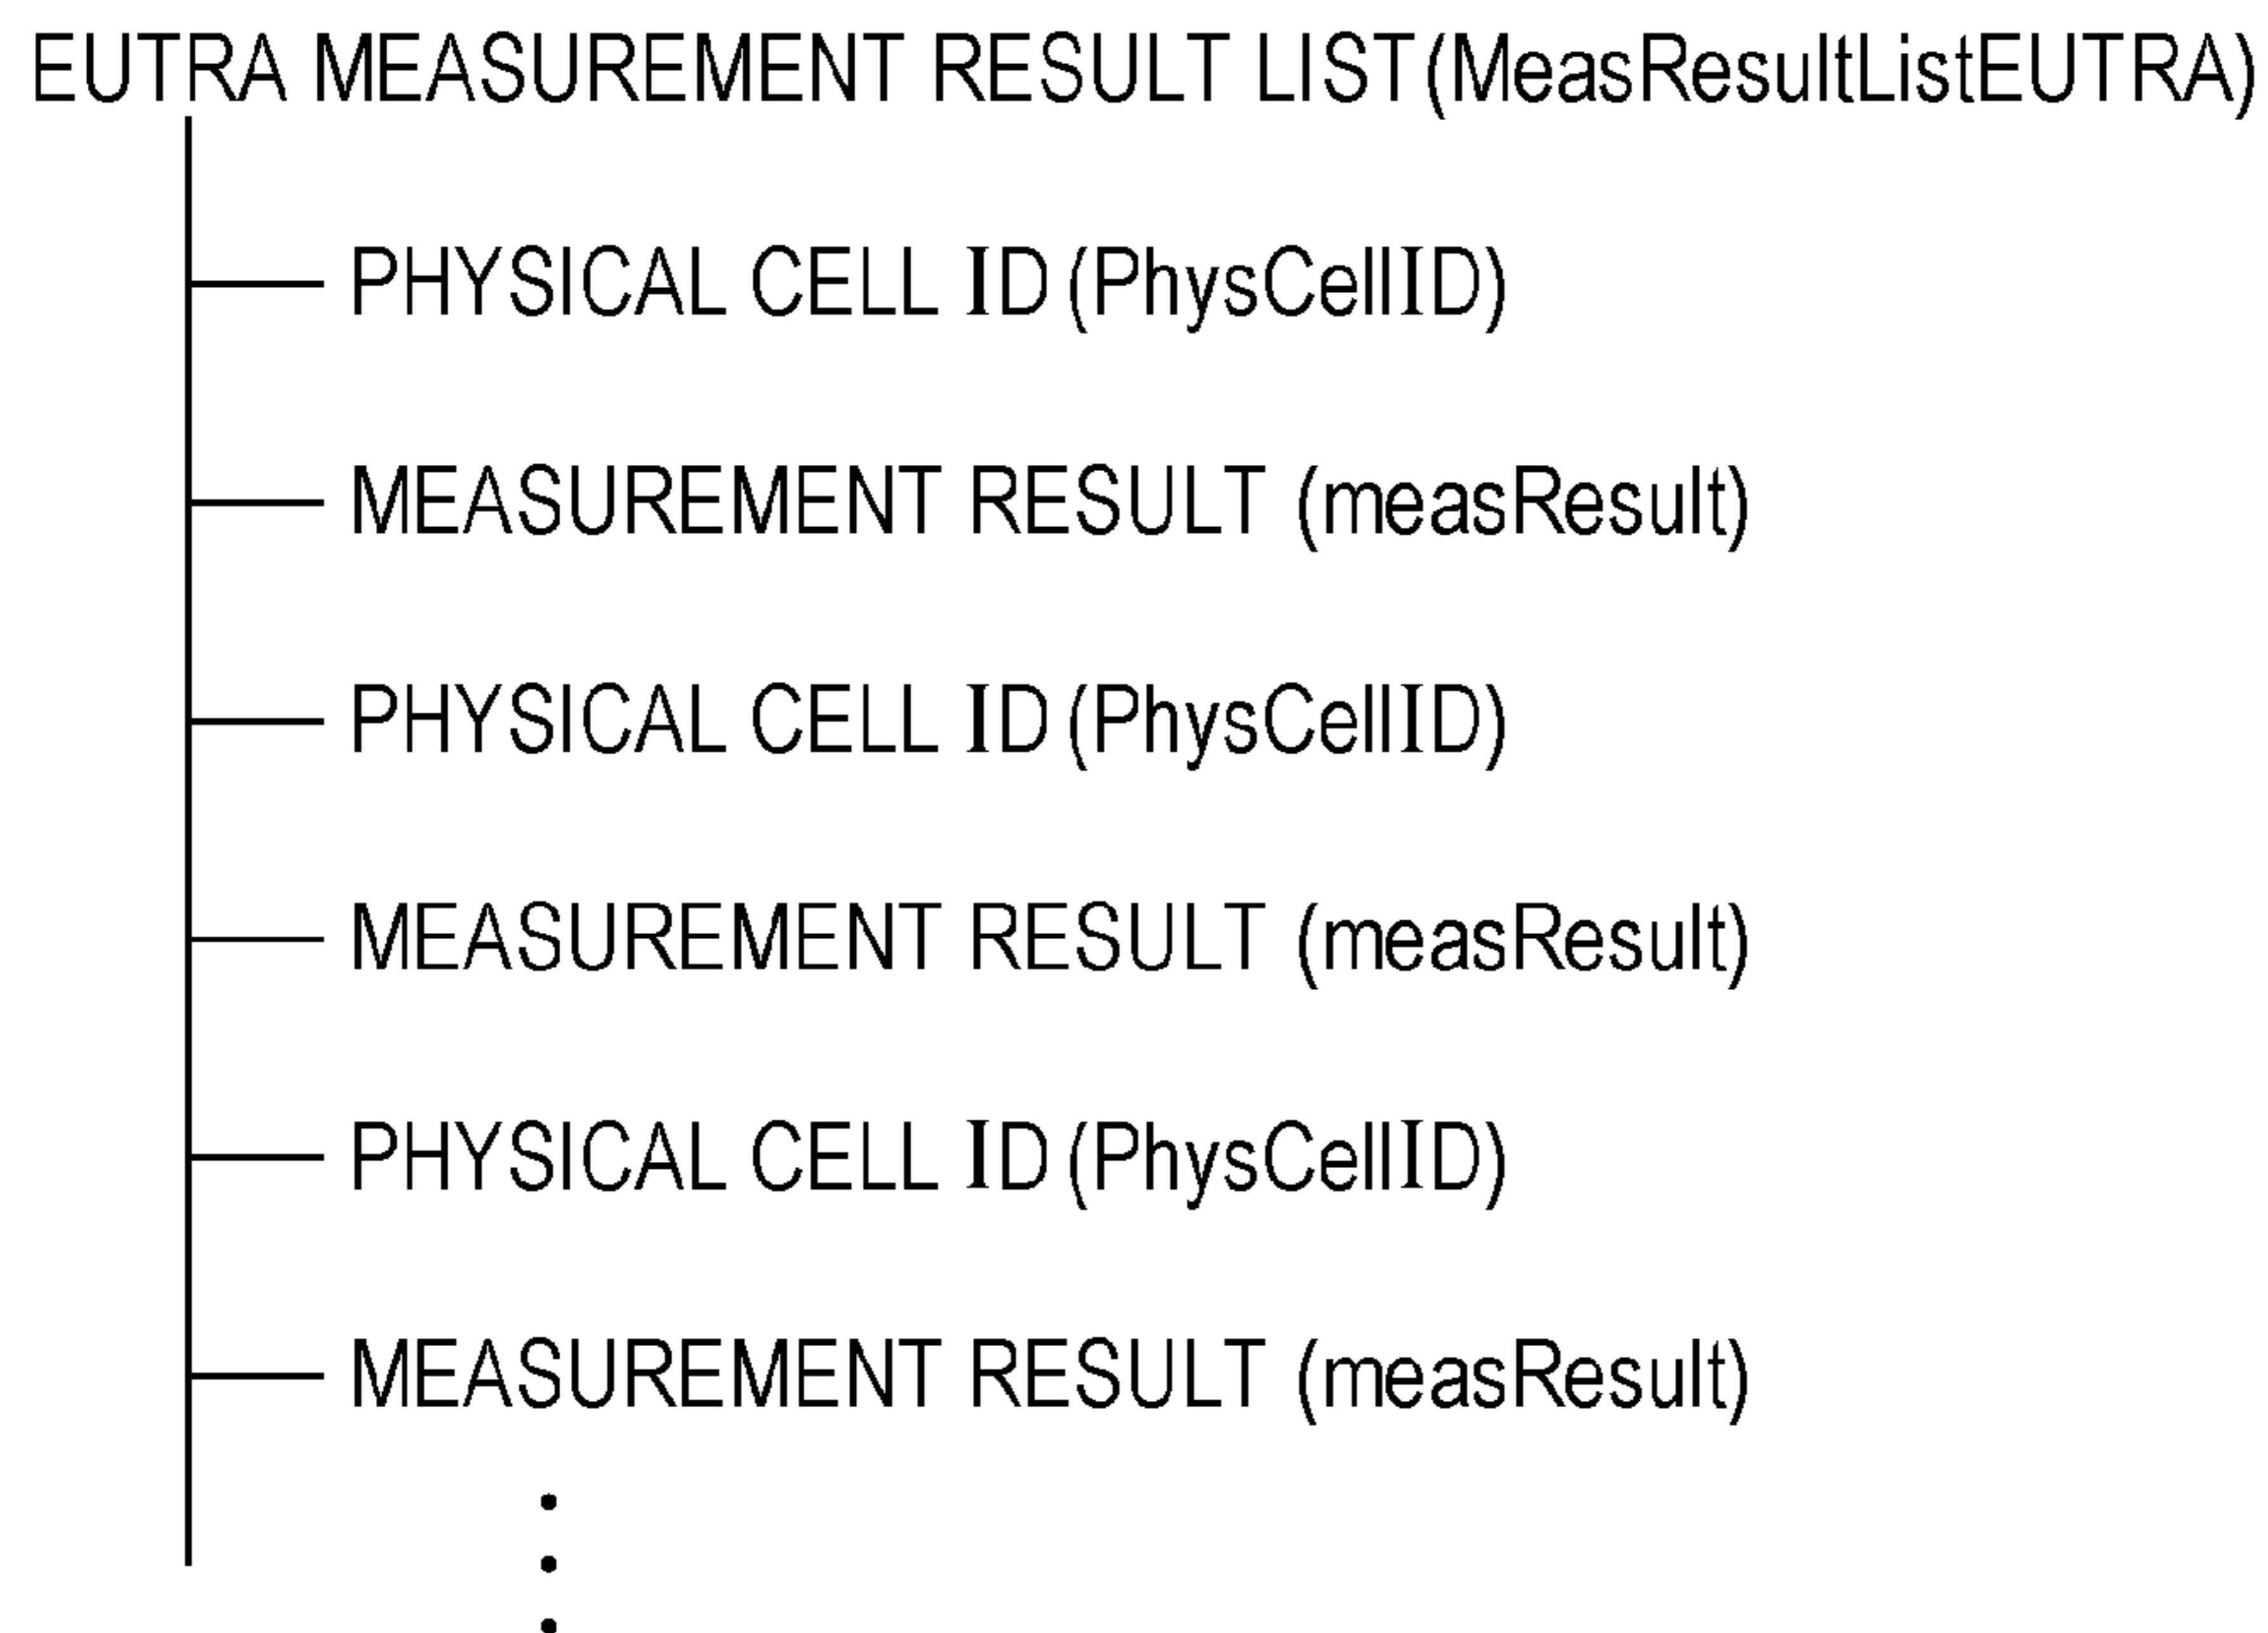 EUTRA MEASUREMENT RESULT LIST(MeasResultListEUTRA)
PHYSICAL CELL ID(PhysCellID)
MEASUREMENT RESULT (measResult)
PHYSICAL CELL ID(PhysCellID)
MEASUREMENT RESULT (measResult)
PHYSICAL CELL ID(PhysCellID)
MEASUREMENT RESULT (measResult)